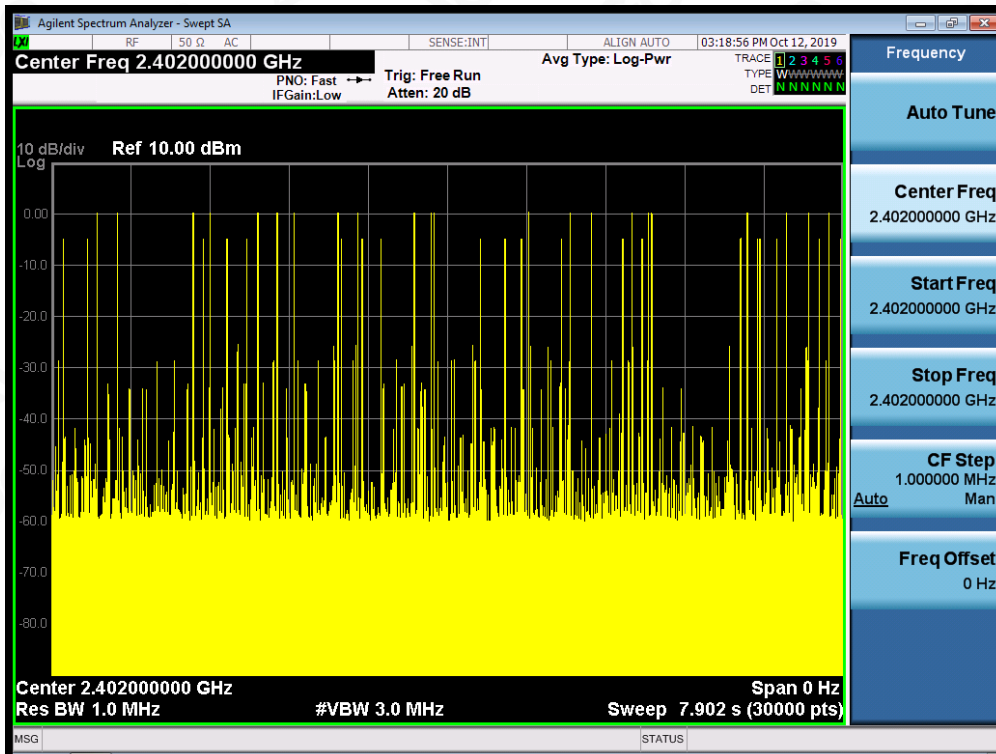 Agilent Spectrum Analyzer - Swept SA
LXI RF 50 Ω AC SENSE:INT ALIGN AUTO 03:18:56 PM Oct 12, 2019
Center Freq 2.402000000 GHz
PNO: Fast
IFGain:Low
Trig: Free Run
Atten: 20 dB
Avg Type: Log-Pwr
TRACE 1 2 3 4 5 6
TYPE WWWWWW
DET N N N N N N
10 dB/div Ref 10.00 dBm
Log
0.00
-10.0
-20.0
-30.0
-40.0
-50.0
-60.0
-70.0
-80.0
Center 2.402000000 GHz Span 0 Hz
Res BW 1.0 MHz #VBW 3.0 MHz Sweep 7.902 s (30000 pts)
MSG STATUS
Frequency
Auto Tune
Center Freq
2.402000000 GHz
Start Freq
2.402000000 GHz
Stop Freq
2.402000000 GHz
CF Step
1.000000 MHz
Auto Man
Freq Offset
0 Hz